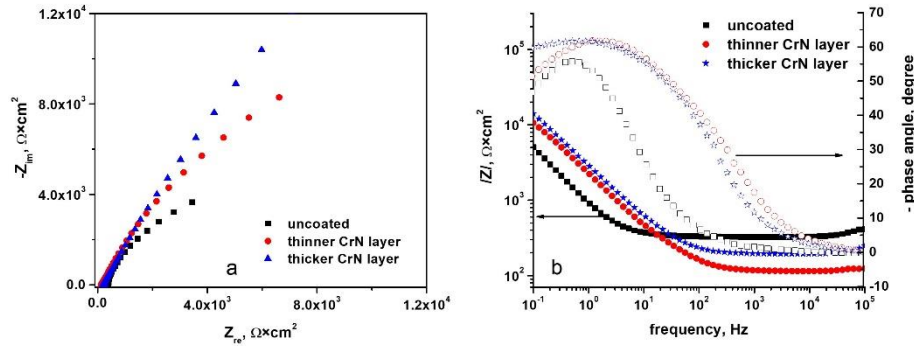 1.2x10⁴
8.0x10³
4.0x10³
0.0
-Z_im, Ω×cm²
uncoated
thinner CrN layer
thicker CrN layer
a
0.0 4.0x10³ 8.0x10³ 1.2x10⁴
Z_re, Ω×cm²
10⁵
10⁴
10³
10²
/Z/, Ω×cm²
uncoated
thinner CrN layer
thicker CrN layer
b
70
60
50
40
30
20
10
0
-10
- phase angle, degree
10⁻¹ 10⁰ 10¹ 10² 10³ 10⁴ 10⁵
frequency, Hz